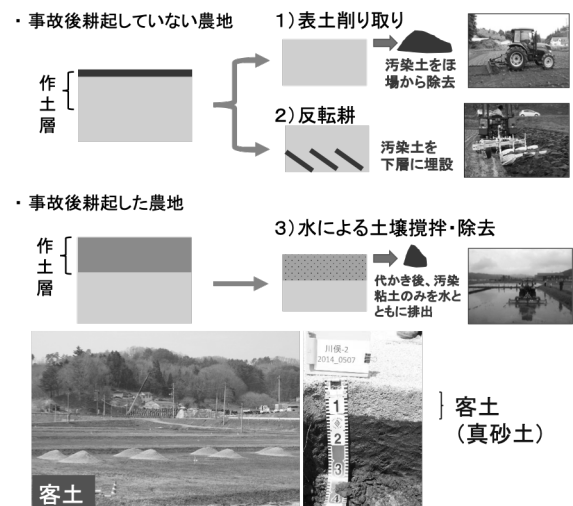 ・ 事故後耕起していない農地
作
土
層
1）表土削り取り
汚染土をほ
場から除去
2）反転耕
汚染土を
下層に埋設
・ 事故後耕起した農地
作
土
層
3）水による土壌撹拌・除去
代かき後、汚染
粘土のみを水と
ともに排出
客土
川俣-2
2014_0507
1
2
3
4
客土
（真砂土）